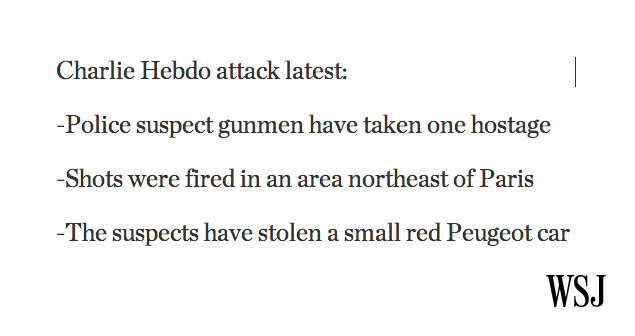 Charlie Hebdo attack latest:
-Police suspect gunmen have taken one hostage
-Shots were fired in an area northeast of Paris
-The suspects have stolen a small red Peugeot car
WSJ